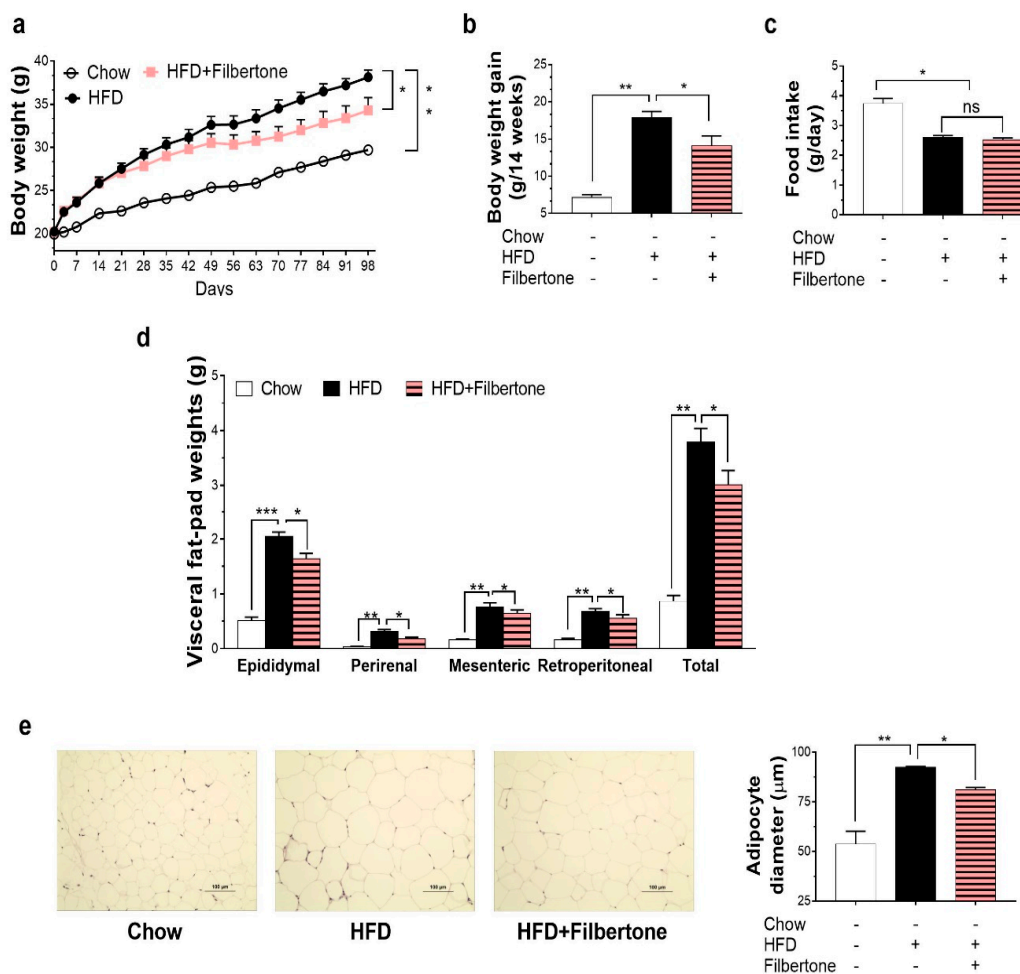 a
Body weight (g)
40
35
30
25
20
Chow
HFD+Filbertone
HFD
*
*
*
0 7 14 21 28 35 42 49 56 63 70 77 84 91 98
Days
b
Body weight gain
(g/14 weeks)
25
20
15
10
5
** *
Chow - - -
HFD - + +
Filbertone - - +
c
Food intake
(g/day)
5
4
3
2
1
0
*
ns
Chow - - -
HFD - + +
Filbertone - - +
d
Visceral fat-pad weights (g)
5
4
3
2
1
0
Chow HFD HFD+Filbertone
** *
*** *
** * ** * ** *
Epididymal Perirenal Mesenteric Retroperitoneal Total
e
100 μm 100 μm 100 μm
Chow HFD HFD+Filbertone
Adipocyte
diameter (μm)
100
75
50
25
** *
Chow - - -
HFD - + +
Filbertone - - +